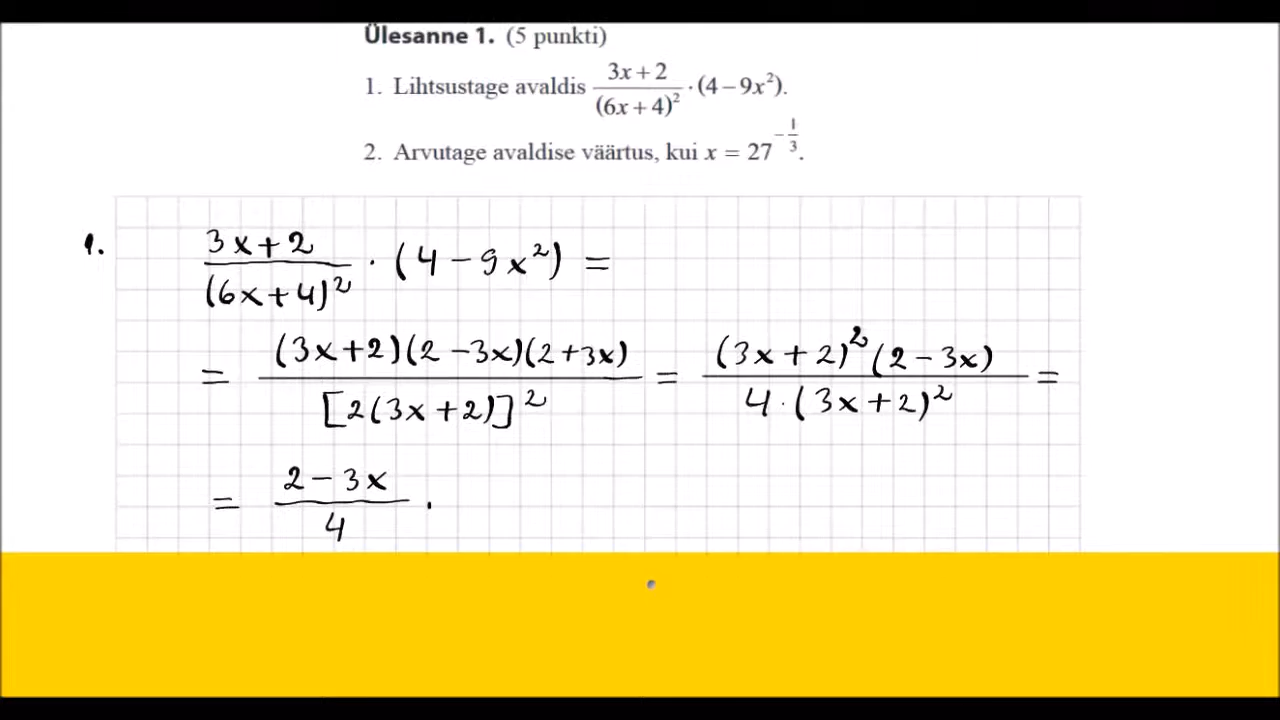 Ülesanne 1. (5 punkti)
1. Lihtsustage avaldis (3x + 2)/(6x + 4)² · (4 – 9x²).
2. Arvutage avaldise väärtus, kui x = 27^(–1/3).
1. (3x + 2)/(6x + 4)² · (4 – 9x²) =
= (3x + 2)(2 – 3x)(2 + 3x)/[2(3x + 2)]² = (3x + 2)²(2 – 3x)/4 · (3x + 2)² =
= (2 – 3x)/4 .